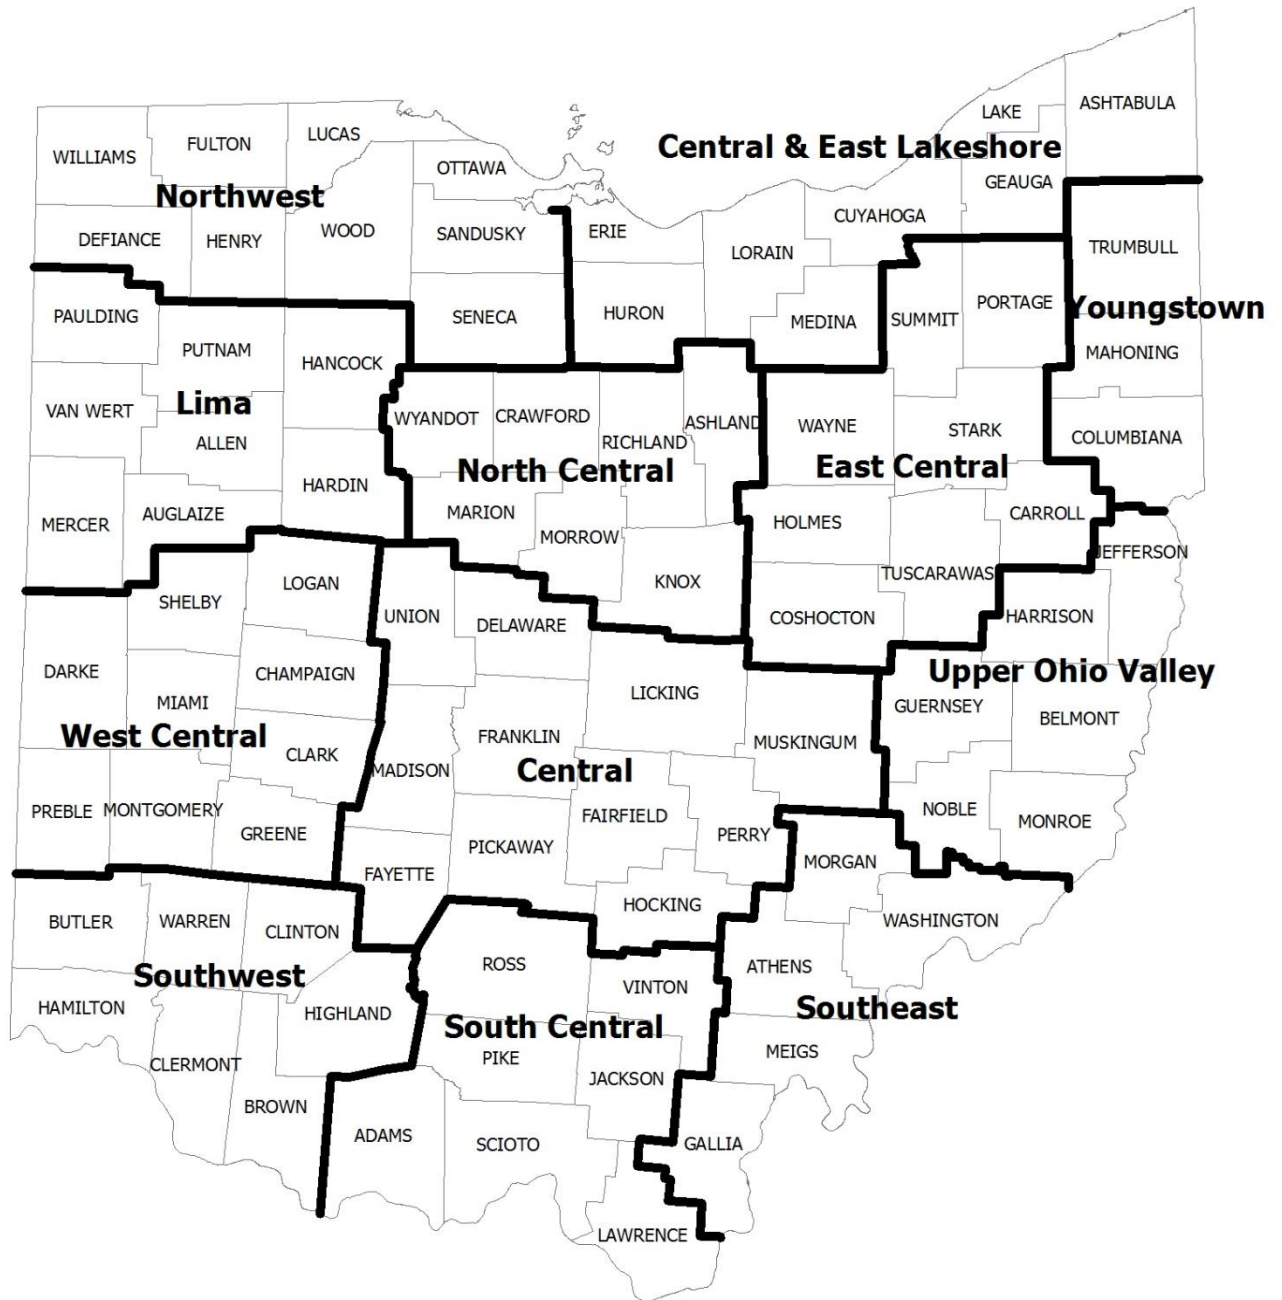 ASHTABULA
LAKE
LUCAS
FULTON
WILLIAMS
Central & East Lakeshore
OTTAWA
GEAUGA
Northwest
CUYAHOGA
WOOD
ERIE
SANDUSKY
DEFIANCE
HENRY
LORAIN
TRUMBULL
PORTAGE
Youngstown
PAULDING
SENECA
HURON
MEDINA
SUMMIT
PUTNAM
MAHONING
HANCOCK
Lima
VAN WERT
WYANDOT
CRAWFORD
ASHLAND
WAYNE
STARK
COLUMBIANA
ALLEN
RICHLAND
North Central
East Central
HARDIN
MERCER
AUGLAIZE
MARION
HOLMES
CARROLL
MORROW
JEFFERSON
LOGAN
KNOX
TUSCARAWAS
SHELBY
UNION
DELAWARE
COSHOCTON
HARRISON
DARKE
CHAMPAIGN
Upper Ohio Valley
LICKING
MIAMI
GUERNSEY
BELMONT
West Central
FRANKLIN
MUSKINGUM
CLARK
MADISON
Central
PREBLE
MONTGOMERY
GREENE
FAIRFIELD
PERRY
NOBLE
MONROE
PICKAWAY
FAYETTE
MORGAN
HOCKING
BUTLER
WARREN
CLINTON
WASHINGTON
Southwest
ROSS
ATHENS
VINTON
HAMILTON
HIGHLAND
South Central
Southeast
CLERMONT
PIKE
MEIGS
JACKSON
BROWN
ADAMS
SCIOTO
GALLIA
LAWRENCE